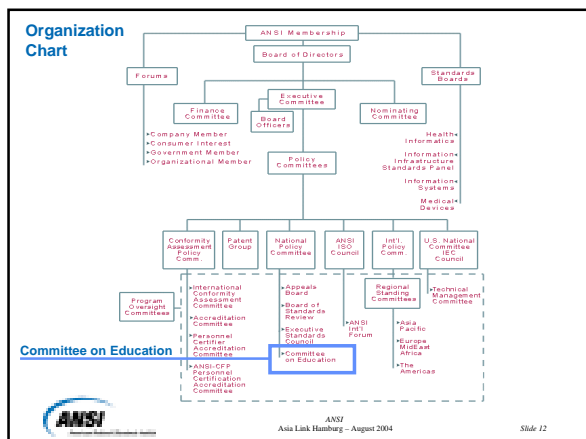 Organization
Chart
ANSI Membership
Board of Directors
Forums
Standards
Boards
Executive
Committee
Finance
Committee
Nominating
Committee
Board
Officers
Company Member
Consumer Interest
Government Member
Organizational Member
Health
Informatics
Information
Infrastructure
Standards Panel
Information
Systems
Medical
Devices
Policy
Committees
Conformity
Assessment
Policy
Comm.
Patent
Group
National
Policy
Committee
ANSI
ISO
Council
Int'l.
Policy
Comm.
U.S. National
Committee
IEC
Council
Program
Oversight
Committees
International
Conformity
Assessment
Committee
Accreditation
Committee
Personnel
Certifier
Accreditation
Committee
ANSI-CFP
Personnel
Certification
Accreditation
Committee
Appeals
Board
Board of
Standards
Review
Executive
Standards
Council
Committee
on Education
ANSI
Int'l
Forum
Regional
Standing
Committees
Asia
Pacific
Europe
MidEast
Africa
The
Americas
Technical
Management
Committee
Committee on Education
ANSI
American National Standards Institute
ANSI
Asia Link Hamburg – August 2004
Slide 12